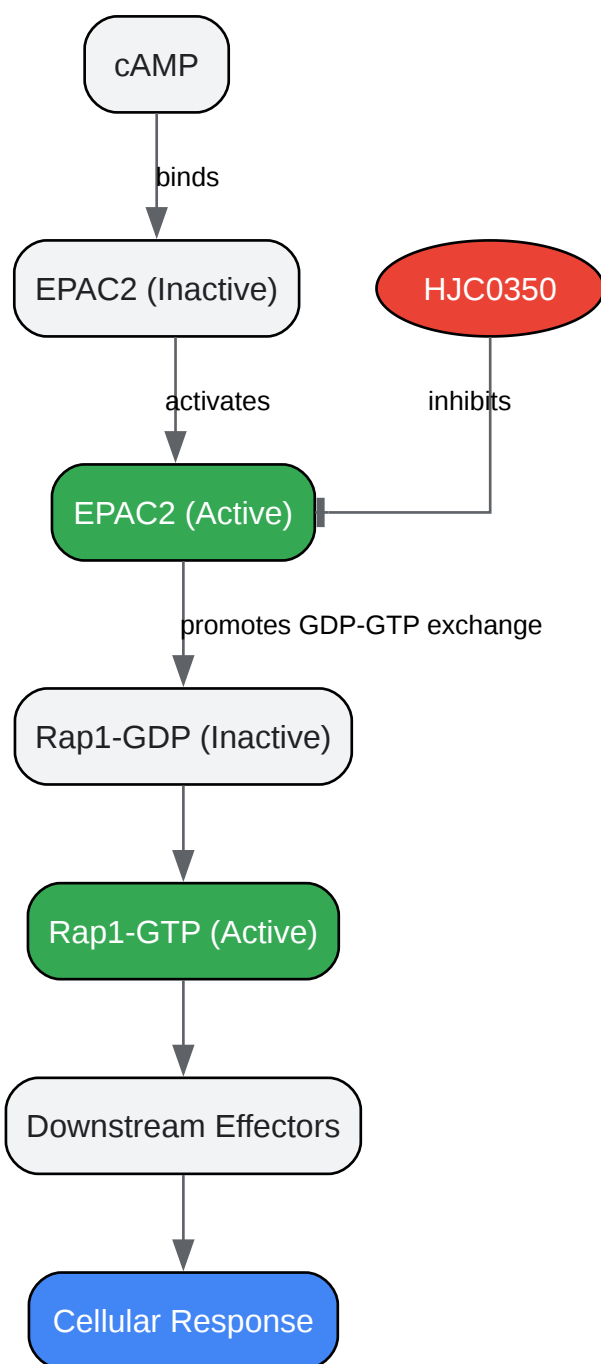 cAMP
binds
EPAC2 (Inactive)
HJC0350
activates
inhibits
EPAC2 (Active)
promotes GDP-GTP exchange
Rap1-GDP (Inactive)
Rap1-GTP (Active)
Downstream Effectors
Cellular Response